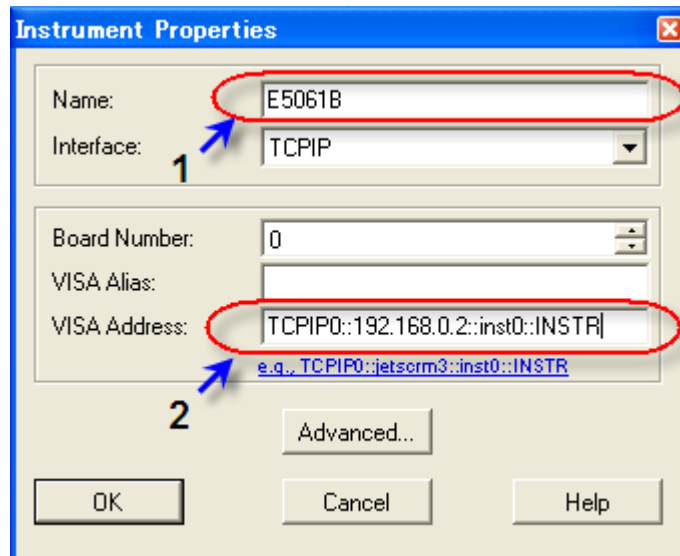 Instrument Properties
Name: E5061B
Interface: TCPIP
1
Board Number: 0
VISA Alias:
VISA Address: TCPIP0::192.168.0.2::inst0::INSTR
e.g., TCPIP0::jetscrm3::inst0::INSTR
2
Advanced...
OK Cancel Help